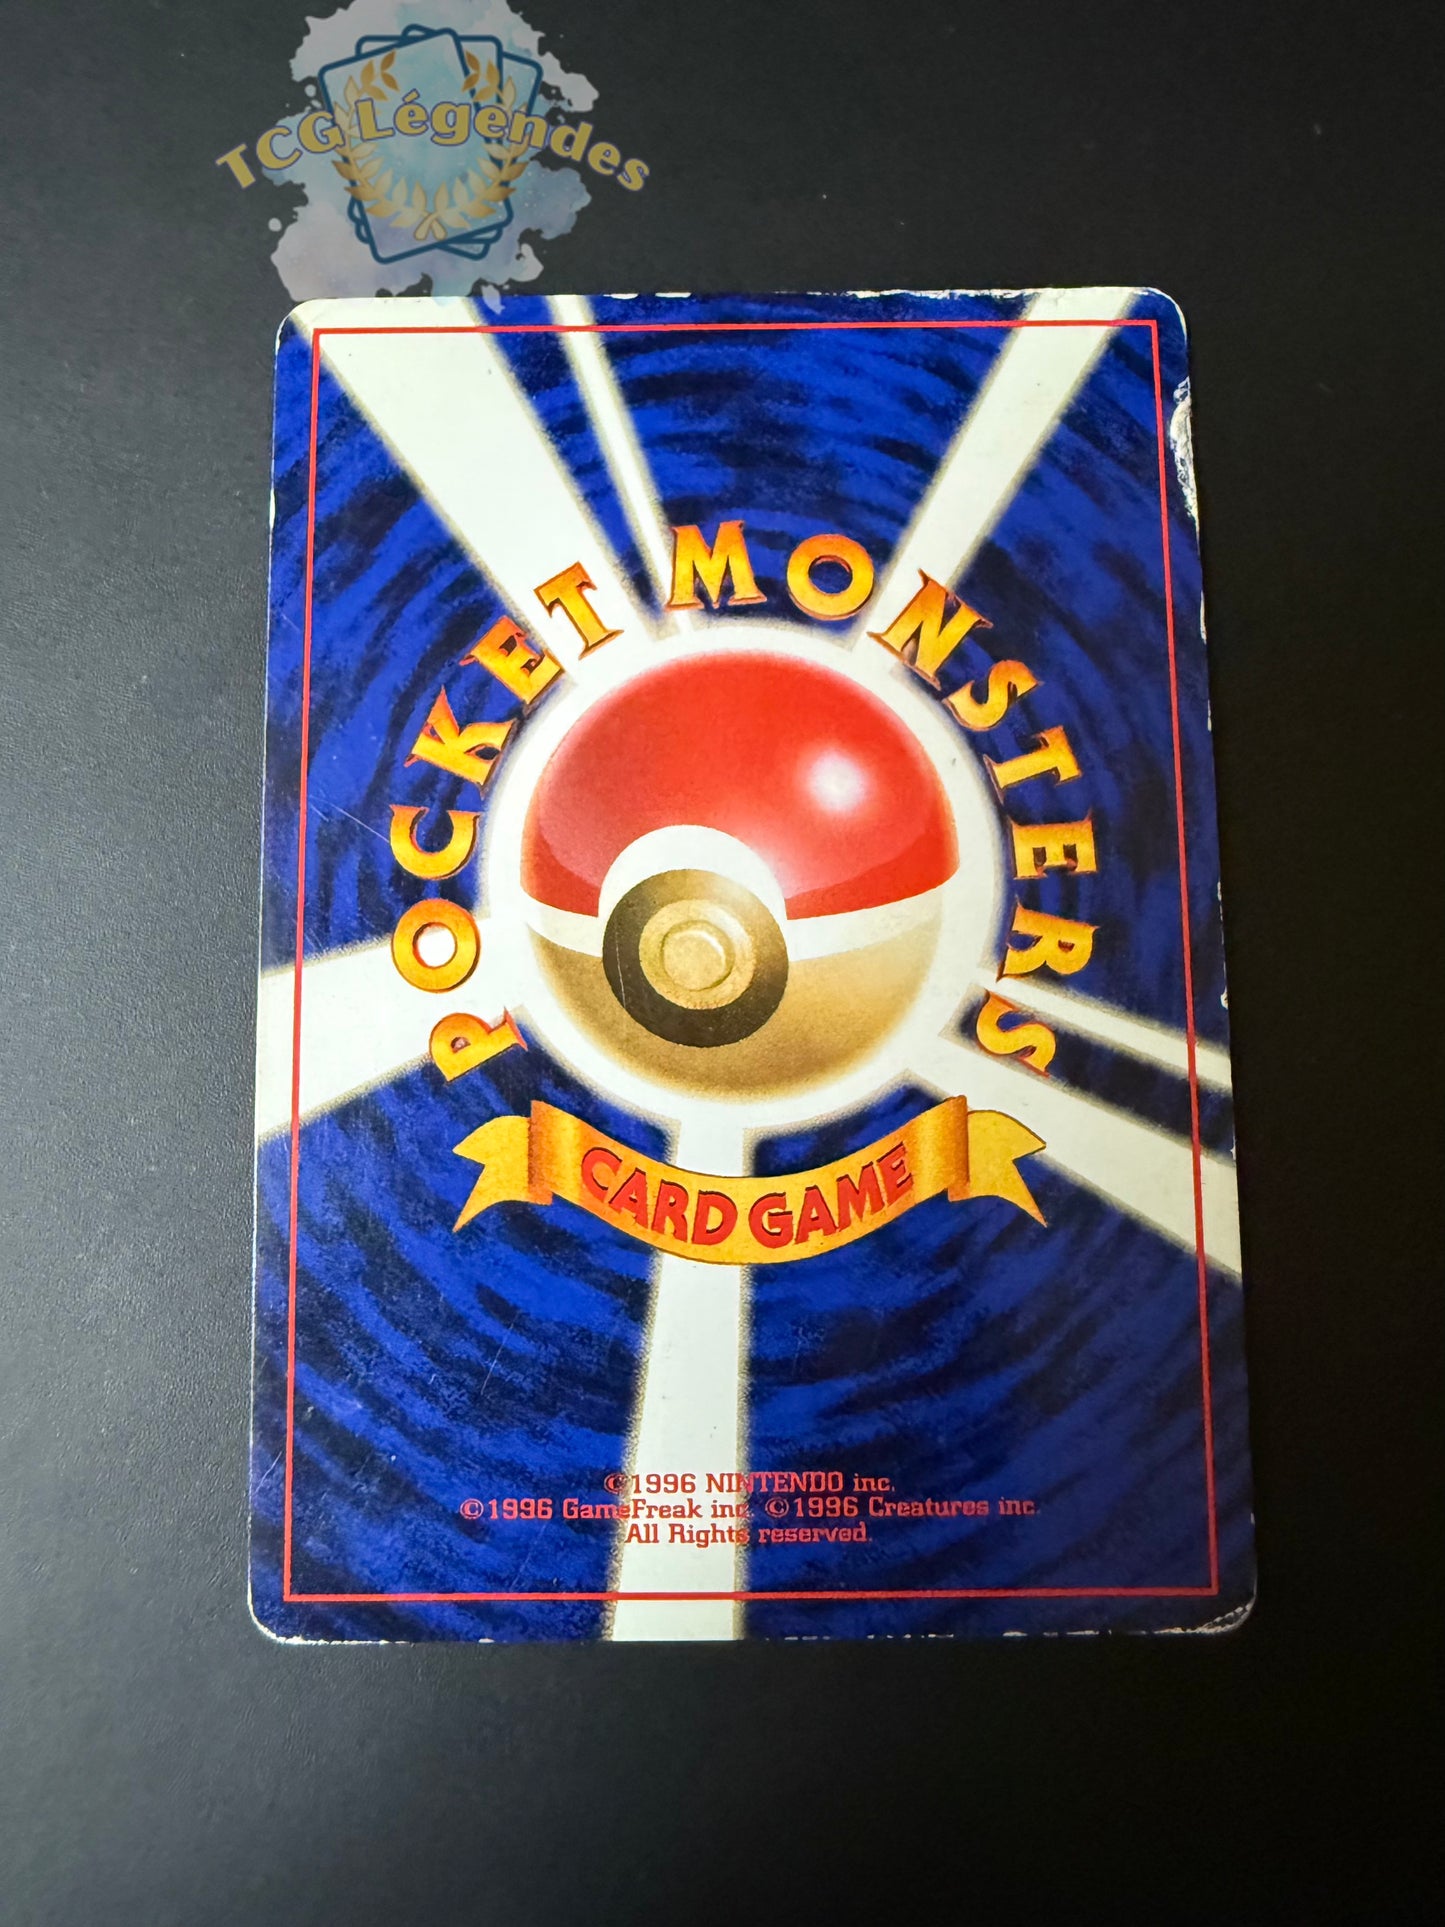 TCG Légendes
POCKET MONSTERS
CARD GAME
©1996 NINTENDO inc.
©1996 GameFreak inc. ©1996 Creatures inc.
All Rights reserved.